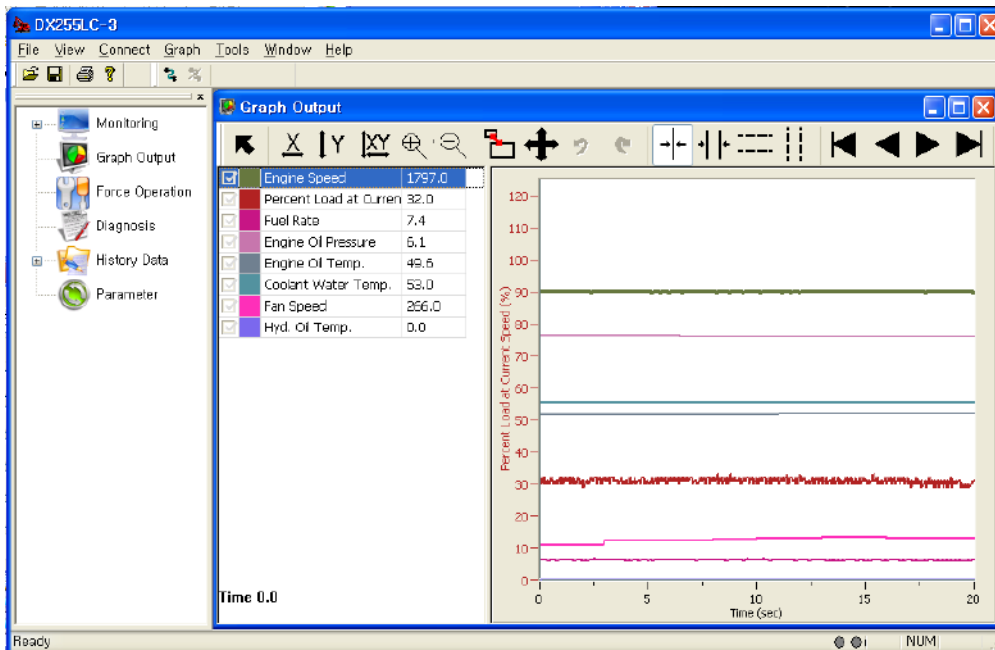 DX255LC-3
File View Connect Graph Tools Window Help
Monitoring
Graph Output
Force Operation
Diagnosis
History Data
Parameter
Graph Output
X Y XY
Engine Speed 1797.0
Percent Load at Curren 32.0
Fuel Rate 7.4
Engine Oil Pressure 6.1
Engine Oil Temp. 49.6
Coolant Water Temp. 53.0
Fan Speed 266.0
Hyd. Oil Temp. 0.0
Time 0.0
Percent Load at Current Speed (%)
120
110
100
90
80
70
60
50
40
30
20
10
0
0 5 10 15 20
Time (sec)
Ready NUM